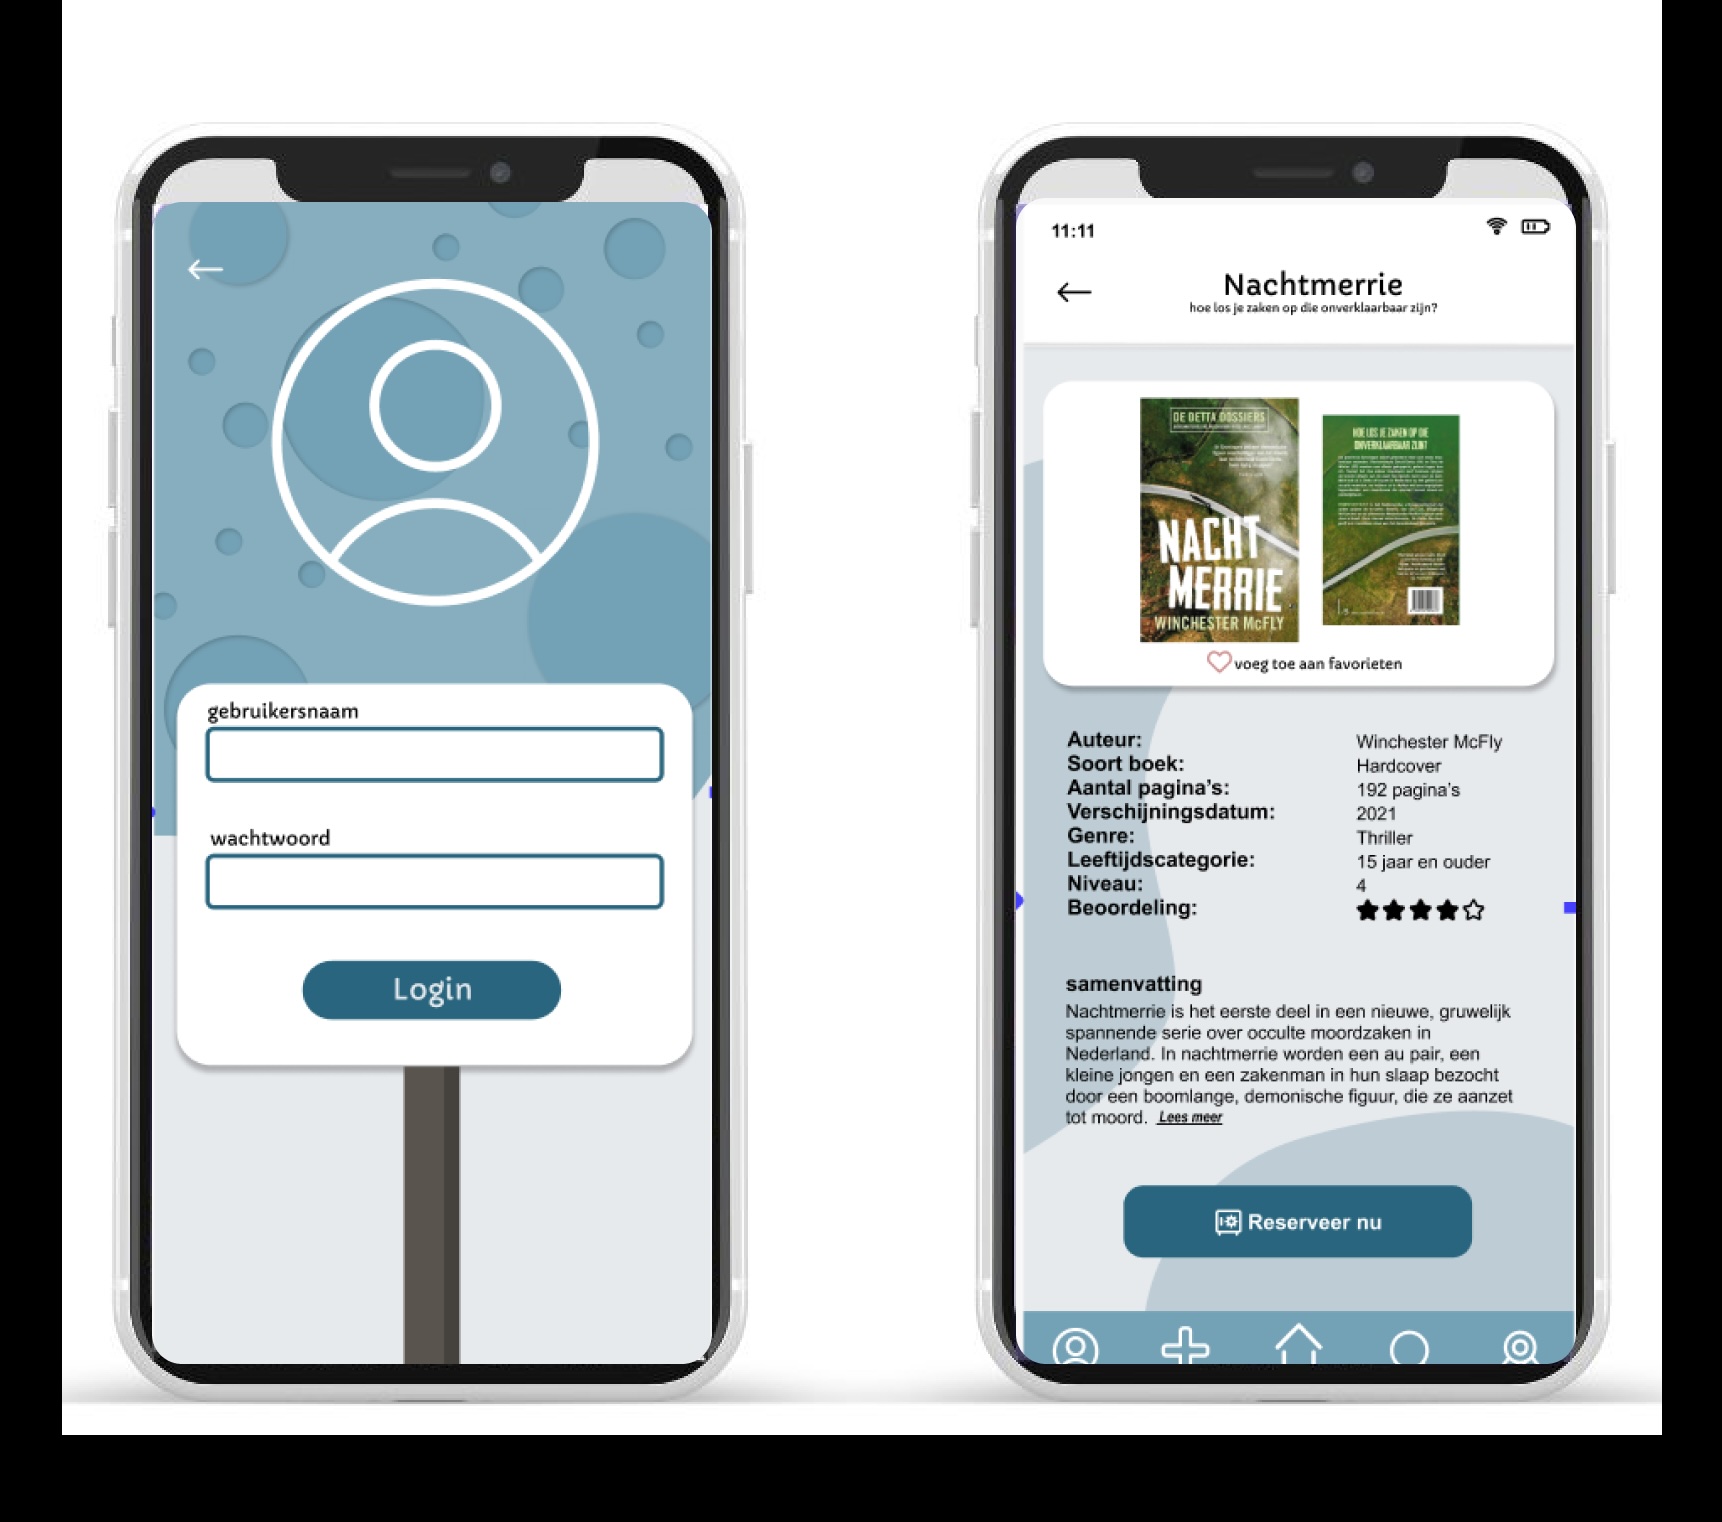 gebruikersnaam
wachtwoord
Login
11:11
Nachtmerrie
hoe los je zaken op die onverklaarbaar zijn?
DE DETTA DOSSIERS
NACHT
MERRIE
WINCHESTER McFLY
HOE LOS JE ZAKEN OP DIE
ONVERKLAARBAAR ZIJN?
voeg toe aan favorieten
Auteur: Winchester McFly
Soort boek: Hardcover
Aantal pagina's: 192 pagina's
Verschijningsdatum: 2021
Genre: Thriller
Leeftijdscategorie: 15 jaar en ouder
Niveau: 4
Beoordeling:
samenvatting
Nachtmerrie is het eerste deel in een nieuwe, gruwelijk
spannende serie over occulte moordzaken in
Nederland. In nachtmerrie worden een au pair, een
kleine jongen en een zakenman in hun slaap bezocht
door een boomlange, demonische figuur, die ze aanzet
tot moord. Lees meer
Reserveer nu